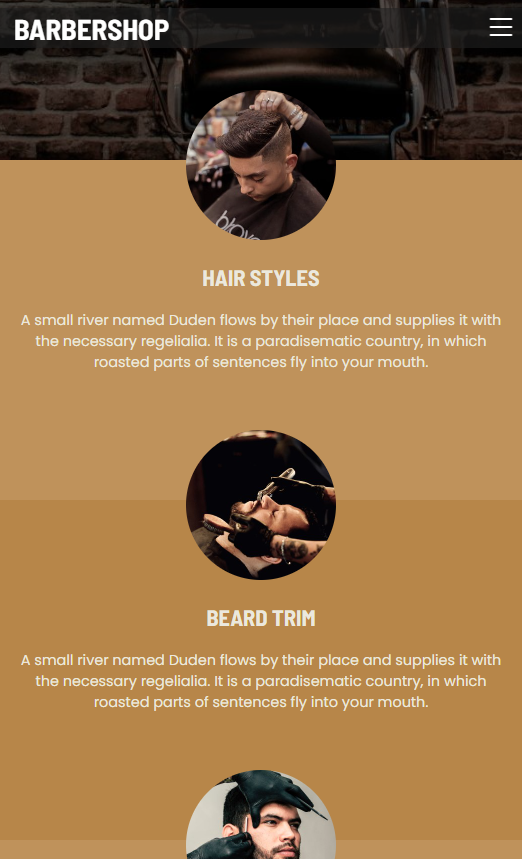 BARBERSHOP
HAIR STYLES
A small river named Duden flows by their place and supplies it with
the necessary regelialia. It is a paradisematic country, in which
roasted parts of sentences fly into your mouth.
BEARD TRIM
A small river named Duden flows by their place and supplies it with
the necessary regelialia. It is a paradisematic country, in which
roasted parts of sentences fly into your mouth.